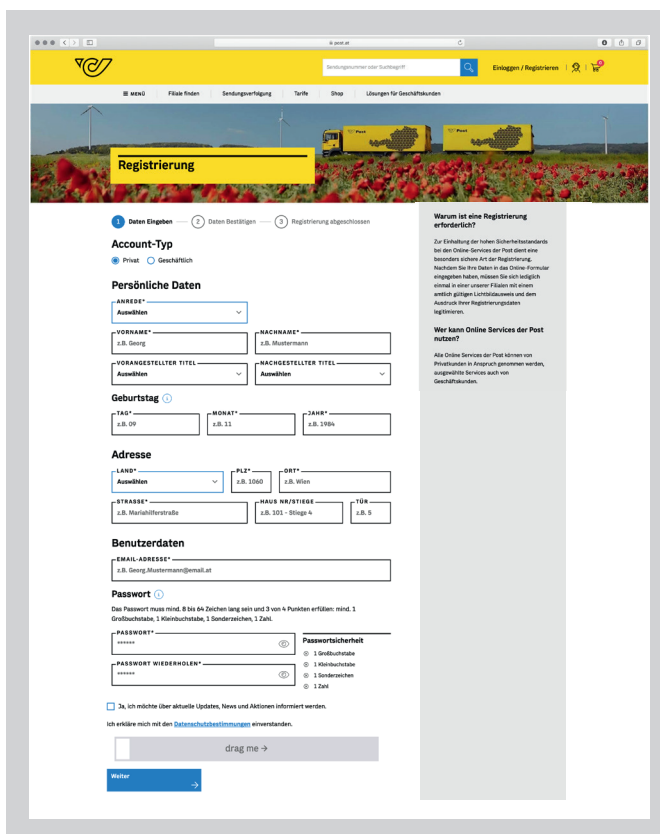 post.at
Sendungsnummer oder Suchbegriff
Einloggen / Registrieren
0
MENÜ Filiale finden Sendungsverfolgung Tarife Shop Lösungen für Geschäftskunden
Post
Post
Registrierung
1 Daten Eingeben 2 Daten Bestätigen 3 Registrierung abgeschlossen
Account-Typ
Privat Geschäftlich
Persönliche Daten
ANREDE*
Auswählen
VORNAME* NACHNAME*
z.B. Georg z.B. Mustermann
VORANGESTELLTER TITEL NACHGESTELLTER TITEL
Auswählen Auswählen
Geburtstag i
TAG* MONAT* JAHR*
z.B. 09 z.B. 11 z.B. 1984
Adresse
LAND* PLZ* ORT*
Auswählen z.B. 1060 z.B. Wien
STRASSE* HAUS NR/STIEGE TÜR
z.B. Mariahilferstraße z.B. 101 - Stiege 4 z.B. 5
Benutzerdaten
EMAIL-ADRESSE*
z.B. Georg.Mustermann@email.at
Passwort i
Das Passwort muss mind. 8 bis 64 Zeichen lang sein und 3 von 4 Punkten erfüllen: mind. 1
Großbuchstabe, 1 Kleinbuchstabe, 1 Sonderzeichen, 1 Zahl.
PASSWORT*
******
PASSWORT WIEDERHOLEN*
******
Passwortsicherheit
1 Großbuchstabe
1 Kleinbuchstabe
1 Sonderzeichen
1 Zahl
Ja, ich möchte über aktuelle Updates, News und Aktionen informiert werden.
Ich erkläre mich mit den Datenschutzbestimmungen einverstanden.
drag me →
Weiter
→
Warum ist eine Registrierung
erforderlich?
Zur Einhaltung der hohen Sicherheitsstandards
bei den Online-Services der Post dient eine
besonders sichere Art der Registrierung.
Nachdem Sie Ihre Daten in das Online-Formular
eingegeben haben, müssen Sie sich lediglich
einmal in einer unserer Filialen mit einem
amtlich gültigen Lichtbildausweis und dem
Ausdruck Ihrer Registrierungsdaten
legitimieren.
Wer kann Online Services der Post
nutzen?
Alle Online Services der Post können von
Privatkunden in Anspruch genommen werden,
ausgewählte Services auch von
Geschäftskunden.